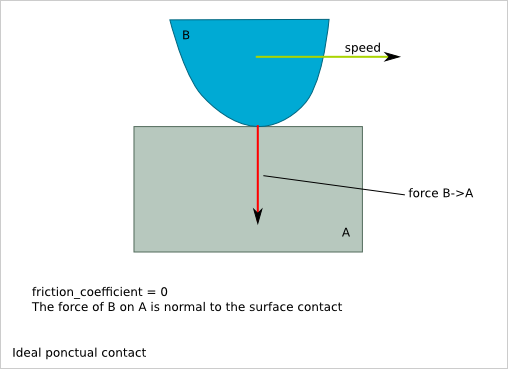 B
speed
force B->A
A
friction_coefficient = 0
The force of B on A is normal to the surface contact
Ideal ponctual contact